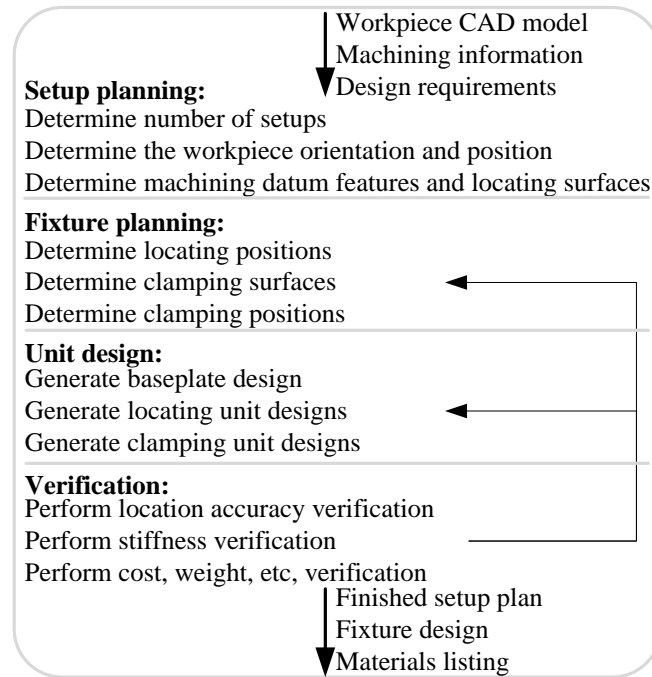 Workpiece CAD model
Machining information
Design requirements
Setup planning:
Determine number of setups
Determine the workpiece orientation and position
Determine machining datum features and locating surfaces
Fixture planning:
Determine locating positions
Determine clamping surfaces
Determine clamping positions
Unit design:
Generate baseplate design
Generate locating unit designs
Generate clamping unit designs
Verification:
Perform location accuracy verification
Perform stiffness verification
Perform cost, weight, etc, verification
Finished setup plan
Fixture design
Materials listing